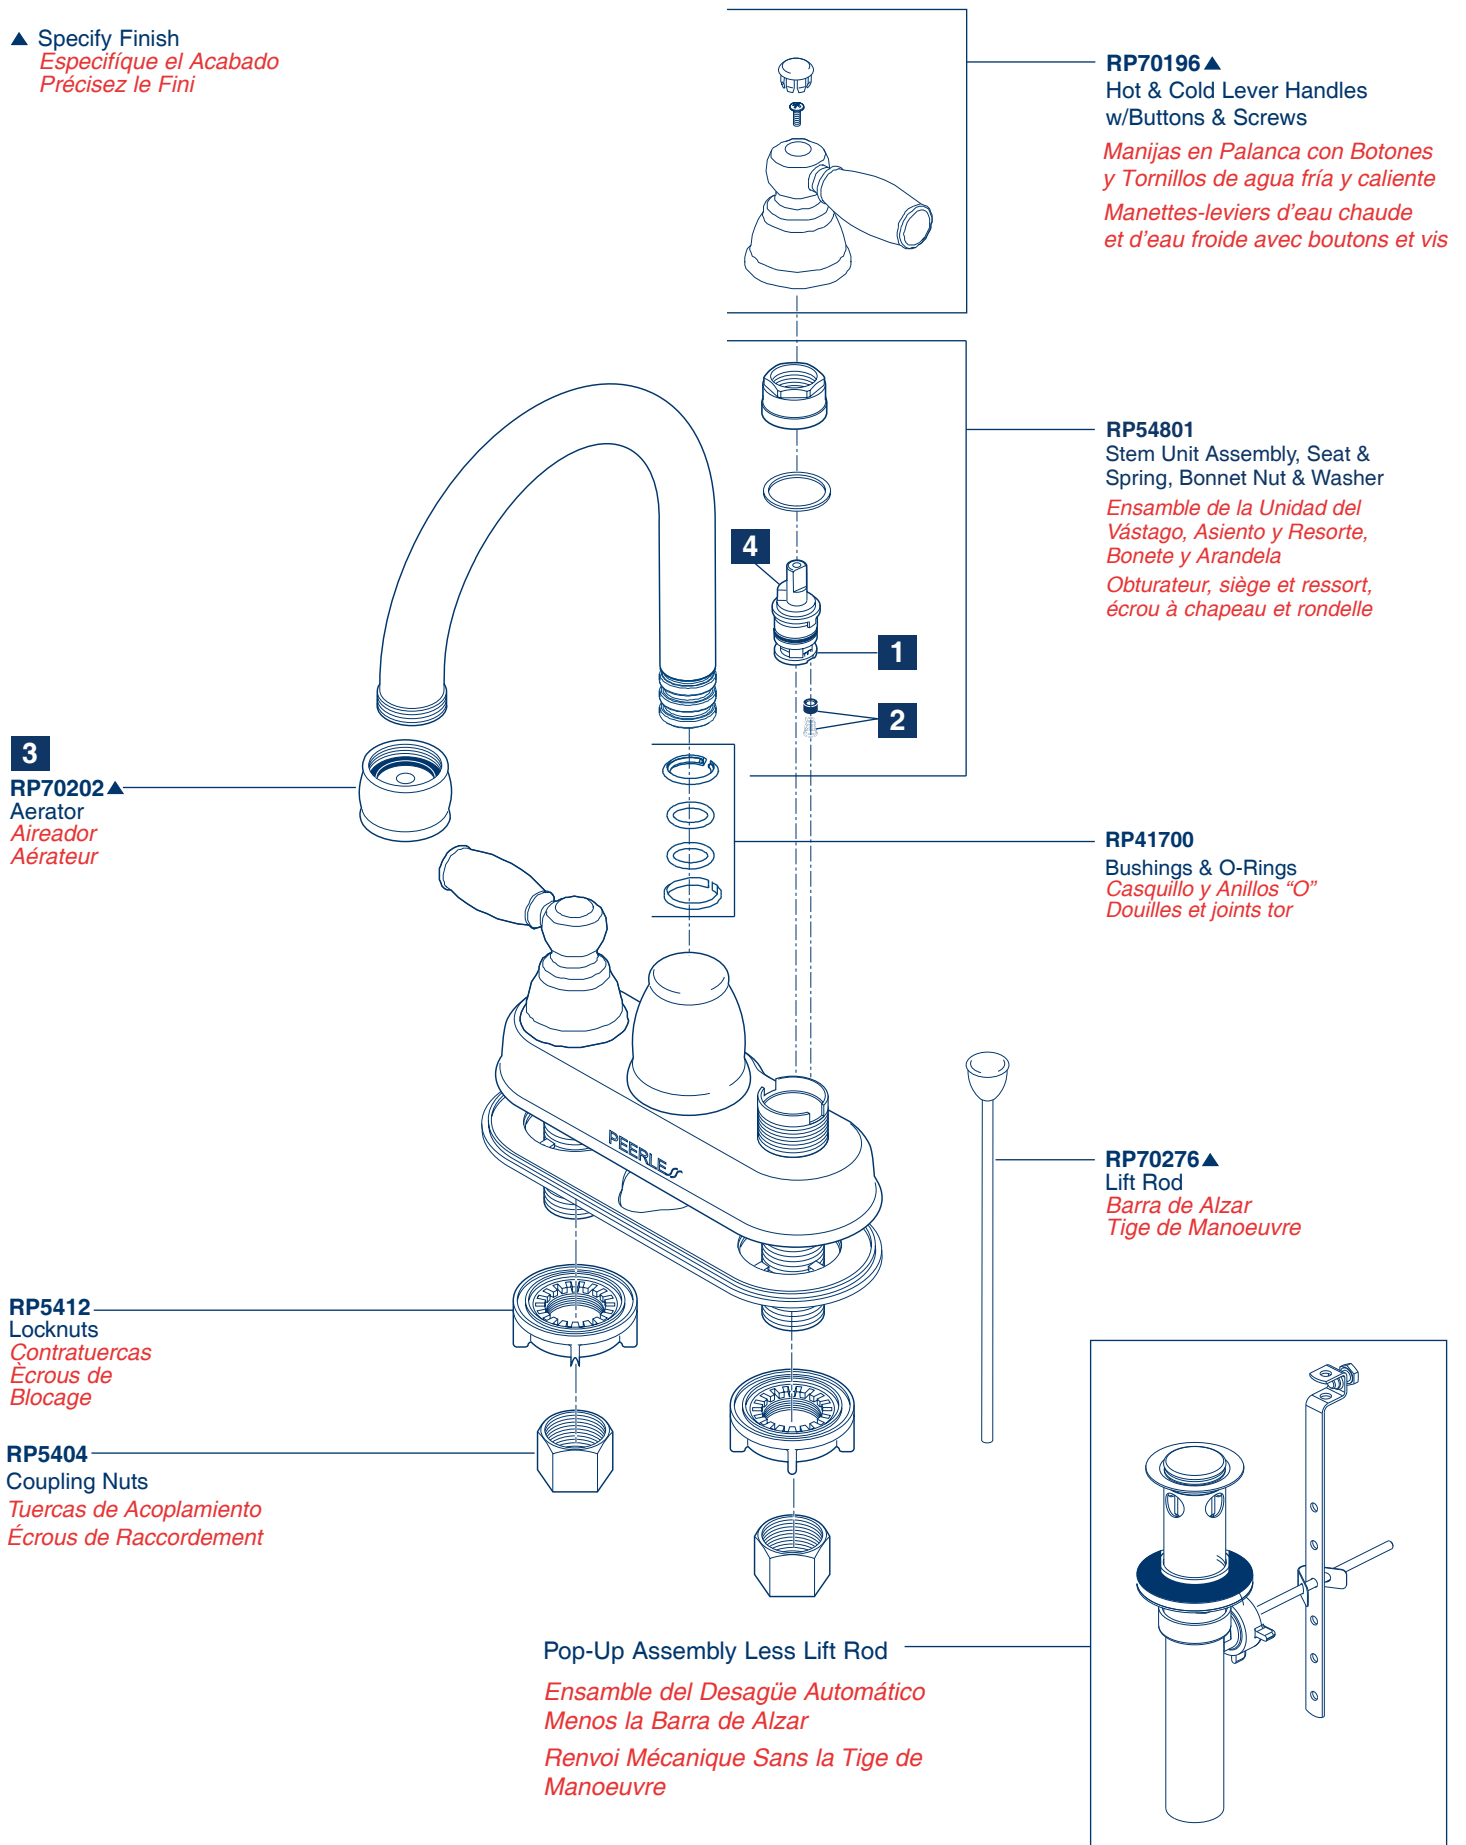 ▲ Specify Finish
Especifíque el Acabado
Précisez le Fini
RP70196▲
Hot & Cold Lever Handles
w/Buttons & Screws
Manijas en Palanca con Botones
y Tornillos de agua fría y caliente
Manettes-leviers d'eau chaude
et d'eau froide avec boutons et vis
RP54801
Stem Unit Assembly, Seat &
Spring, Bonnet Nut & Washer
Ensamble de la Unidad del
Vástago, Asiento y Resorte,
Bonete y Arandela
Obturateur, siège et ressort,
écrou à chapeau et rondelle
4
1
2
3
RP70202▲
Aerator
Aireador
Aérateur
RP41700
Bushings & O-Rings
Casquillo y Anillos “O”
Douilles et joints tor
PEERLESS
RP70276▲
Lift Rod
Barra de Alzar
Tige de Manoeuvre
RP5412
Locknuts
Contratuercas
Ècrous de
Blocage
RP5404
Coupling Nuts
Tuercas de Acoplamiento
Écrous de Raccordement
Pop-Up Assembly Less Lift Rod
Ensamble del Desagüe Automático
Menos la Barra de Alzar
Renvoi Mécanique Sans la Tige de
Manoeuvre